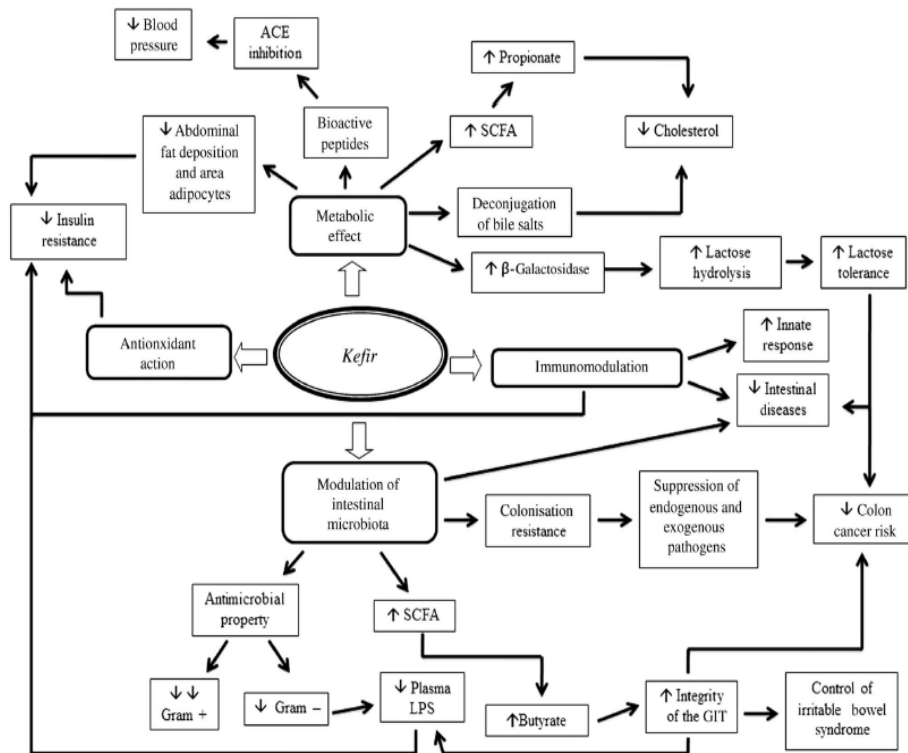 ↓ Blood
pressure
ACE
inhibition
↑ Propionate
↓ Abdominal
fat deposition
and area
adipocytes
Bioactive
peptides
↑ SCFA
↓ Cholesterol
↓ Insulin
resistance
Metabolic
effect
Deconjugation
of bile salts
↑ β-Galactosidase
↑ Lactose
hydrolysis
↑ Lactose
tolerance
Antionxidant
action
Kefir
Immunomodulation
↑ Innate
response
↓ Intestinal
diseases
Modulation of
intestinal
microbiota
Colonisation
resistance
Suppression of
endogenous and
exogenous
pathogens
↓ Colon
cancer risk
Antimicrobial
property
↑ SCFA
↓ ↓
Gram +
↓ Gram –
↓ Plasma
LPS
↑Butyrate
↑ Integrity
of the GIT
Control of
irritable bowel
syndrome